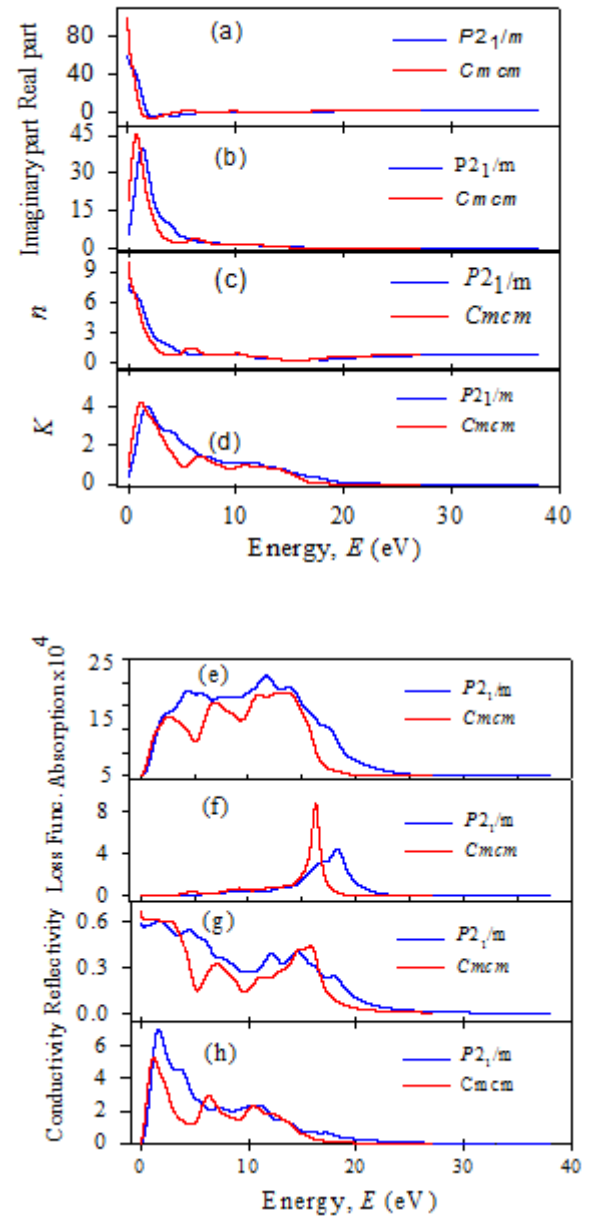 (a)
P2₁/m
Cmcm
Real part
80
40
0
(b)
P2₁/m
Cmcm
Imaginary part
45
30
15
0
(c)
P2₁/m
Cmcm
n
9
6
3
0
(d)
P2₁/m
Cmcm
K
4
2
0
0 10 20 30 40
Energy, E (eV)
(e)
P2₁/m
Cmcm
Absorption x10⁴
25
15
5
(f)
P2₁/m
Cmcm
Loss Func.
8
4
0
(g)
P2₁/m
Cmcm
Reflectivity
0.6
0.3
0.0
(h)
P2₁/m
Cmcm
Conductivity
6
4
2
0
0 10 20 30 40
Energy, E (eV)